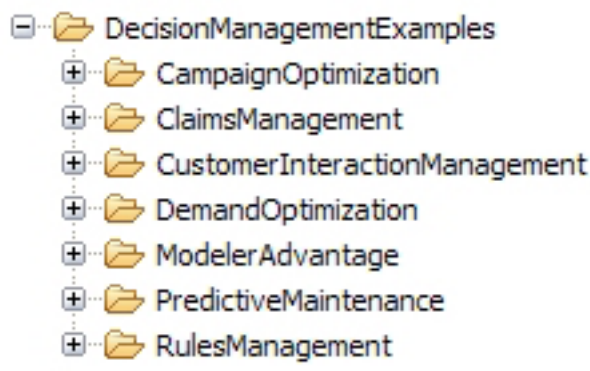 DecisionManagementExamples
CampaignOptimization
ClaimsManagement
CustomerInteractionManagement
DemandOptimization
ModelerAdvantage
PredictiveMaintenance
RulesManagement